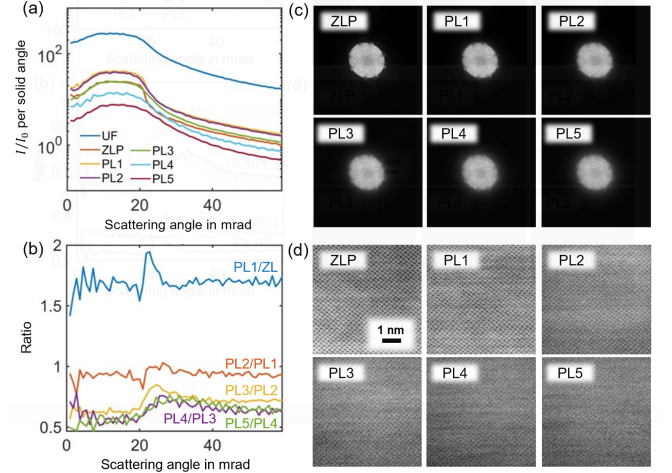 (a)
I/I0 per solid angle
10²
10⁰
UF
ZLP
PL1
PL2
PL3
PL4
PL5
0
20
40
Scattering angle in mrad
(b)
Ratio
2
1.5
1
0.5
PL1/ZL
PL2/PL1
PL3/PL2
PL4/PL3
PL5/PL4
0
20
40
Scattering angle in mrad
(c)
ZLP
PL1
PL2
PL3
PL4
PL5
(d)
ZLP
PL1
PL2
1 nm
PL3
PL4
PL5